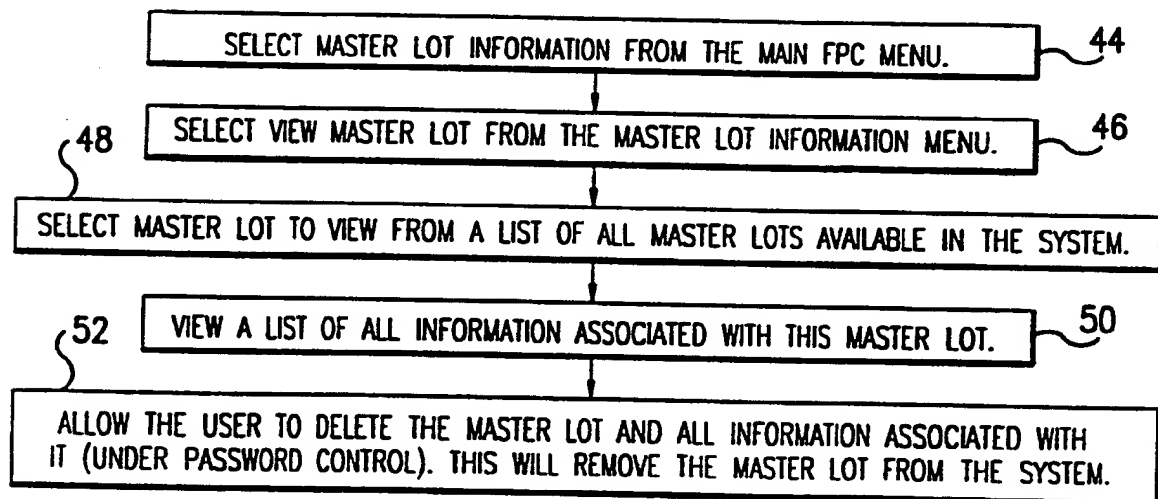 SELECT MASTER LOT INFORMATION FROM THE MAIN FPC MENU.
44
SELECT VIEW MASTER LOT FROM THE MASTER LOT INFORMATION MENU.
46
48
SELECT MASTER LOT TO VIEW FROM A LIST OF ALL MASTER LOTS AVAILABLE IN THE SYSTEM.
VIEW A LIST OF ALL INFORMATION ASSOCIATED WITH THIS MASTER LOT.
50
52
ALLOW THE USER TO DELETE THE MASTER LOT AND ALL INFORMATION ASSOCIATED WITH
IT (UNDER PASSWORD CONTROL). THIS WILL REMOVE THE MASTER LOT FROM THE SYSTEM.